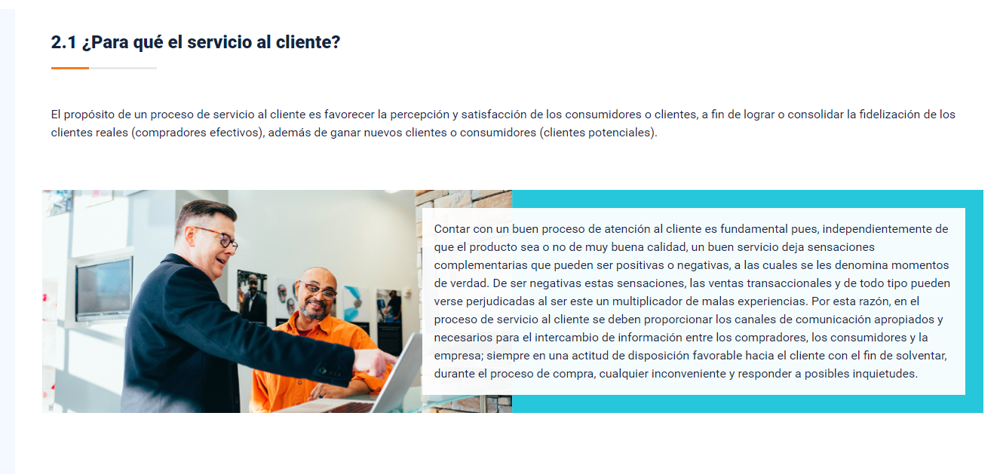 2.1 ¿Para qué el servicio al cliente?
El propósito de un proceso de servicio al cliente es favorecer la percepción y satisfacción de los consumidores o clientes, a fin de lograr o consolidar la fidelización de los
clientes reales (compradores efectivos), además de ganar nuevos clientes o consumidores (clientes potenciales).
Contar con un buen proceso de atención al cliente es fundamental pues, independientemente de
que el producto sea o no de muy buena calidad, un buen servicio deja sensaciones
complementarias que pueden ser positivas o negativas, a las cuales se les denomina momentos
de verdad. De ser negativas estas sensaciones, las ventas transaccionales y de todo tipo pueden
verse perjudicadas al ser este un multiplicador de malas experiencias. Por esta razón, en el
proceso de servicio al cliente se deben proporcionar los canales de comunicación apropiados y
necesarios para el intercambio de información entre los compradores, los consumidores y la
empresa; siempre en una actitud de disposición favorable hacia el cliente con el fin de solventar,
durante el proceso de compra, cualquier inconveniente y responder a posibles inquietudes.